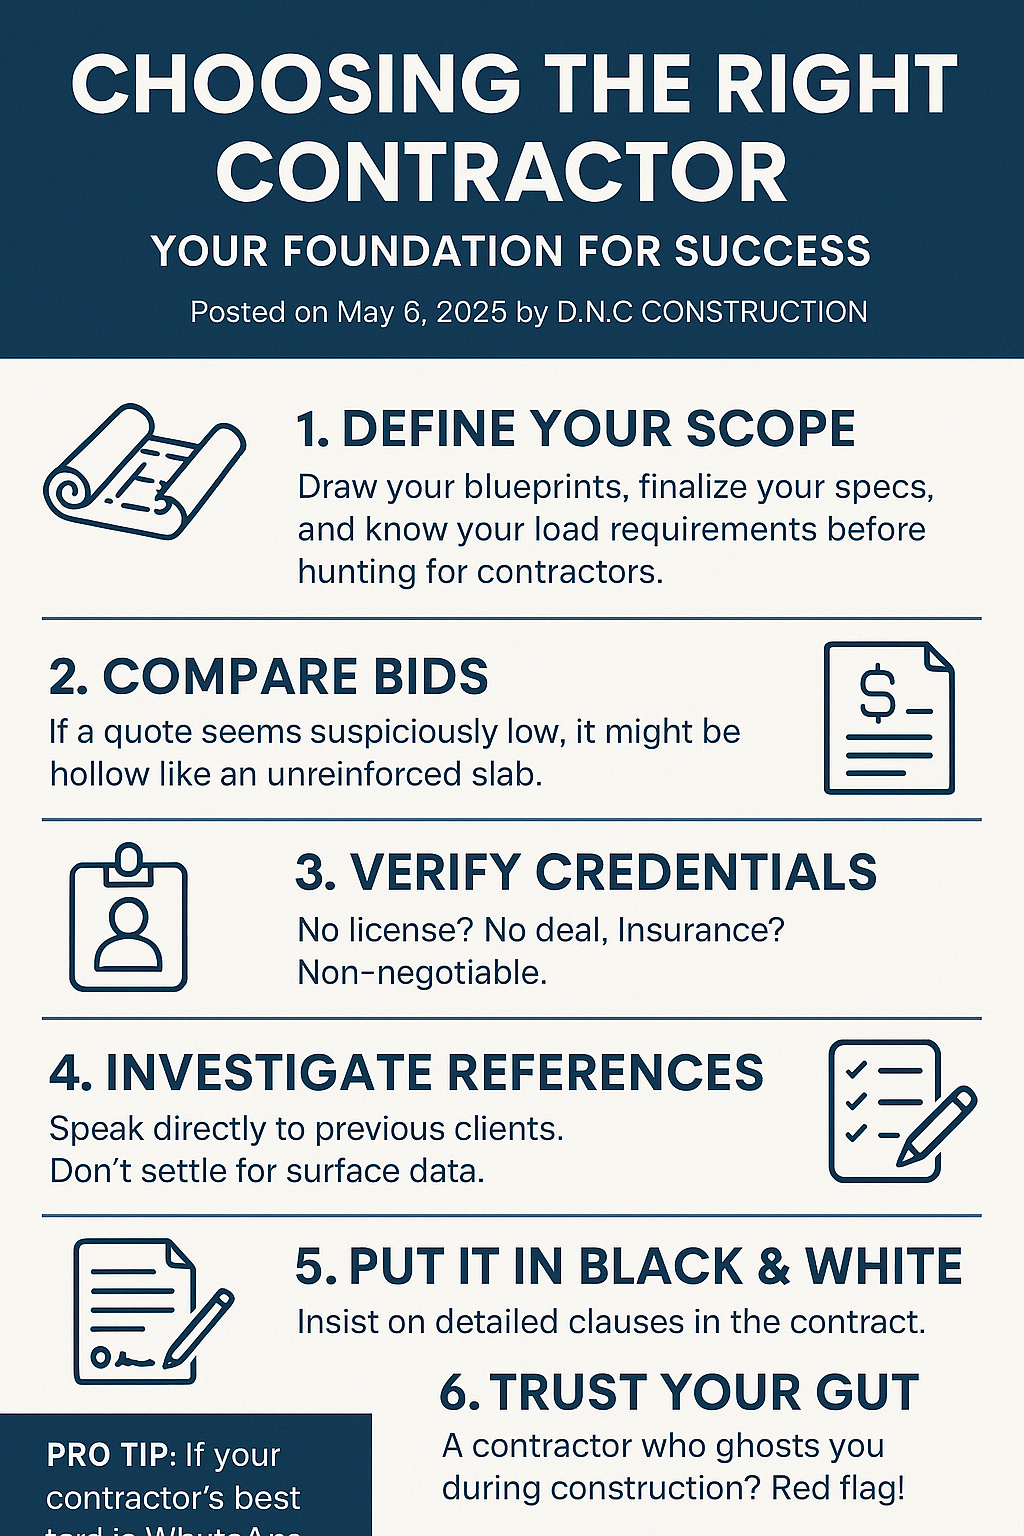 CHOOSING THE RIGHT
CONTRACTOR
YOUR FOUNDATION FOR SUCCESS
Posted on May 6, 2025 by D.N.C CONSTRUCTION
1. DEFINE YOUR SCOPE
Draw your blueprints, finalize your specs,
and know your load requirements before
hunting for contractors.
2. COMPARE BIDS
If a quote seems suspiciously low, it might be
hollow like an unreinforced slab.
3. VERIFY CREDENTIALS
No license? No deal, Insurance?
Non-negotiable.
4. INVESTIGATE REFERENCES
Speak directly to previous clients.
Don't settle for surface data.
5. PUT IT IN BLACK & WHITE
Insist on detailed clauses in the contract.
6. TRUST YOUR GUT
A contractor who ghosts you
during construction? Red flag!
PRO TIP: If your
contractor's best